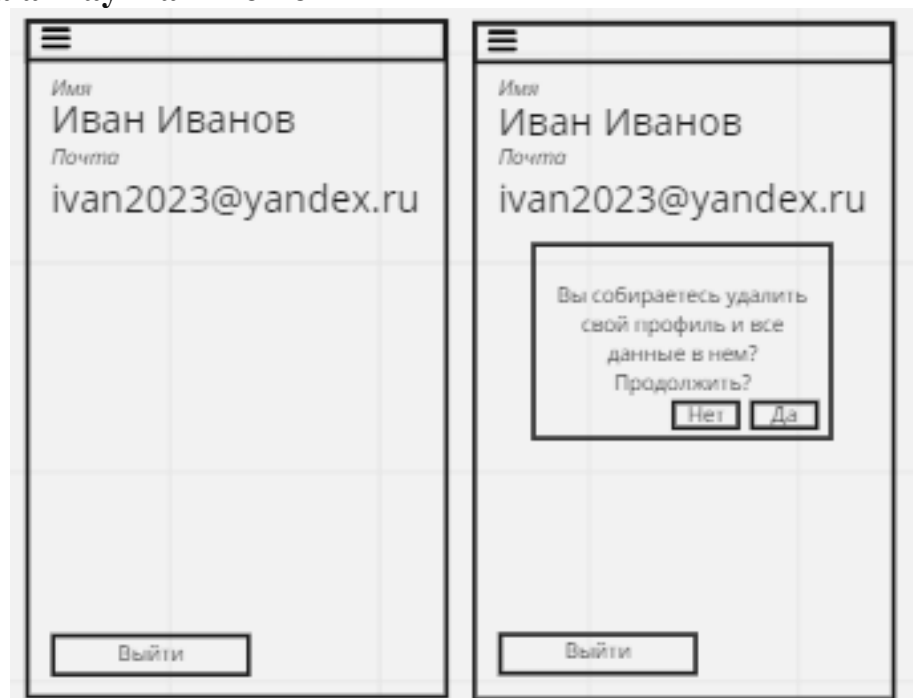 Имя
Иван Иванов
Почта
ivan2023@yandex.ru
Выйти
Имя
Иван Иванов
Почта
ivan2023@yandex.ru
Вы собираетесь удалить
свой профиль и все
данные в нем?
Продолжить?
Нет Да
Выйти